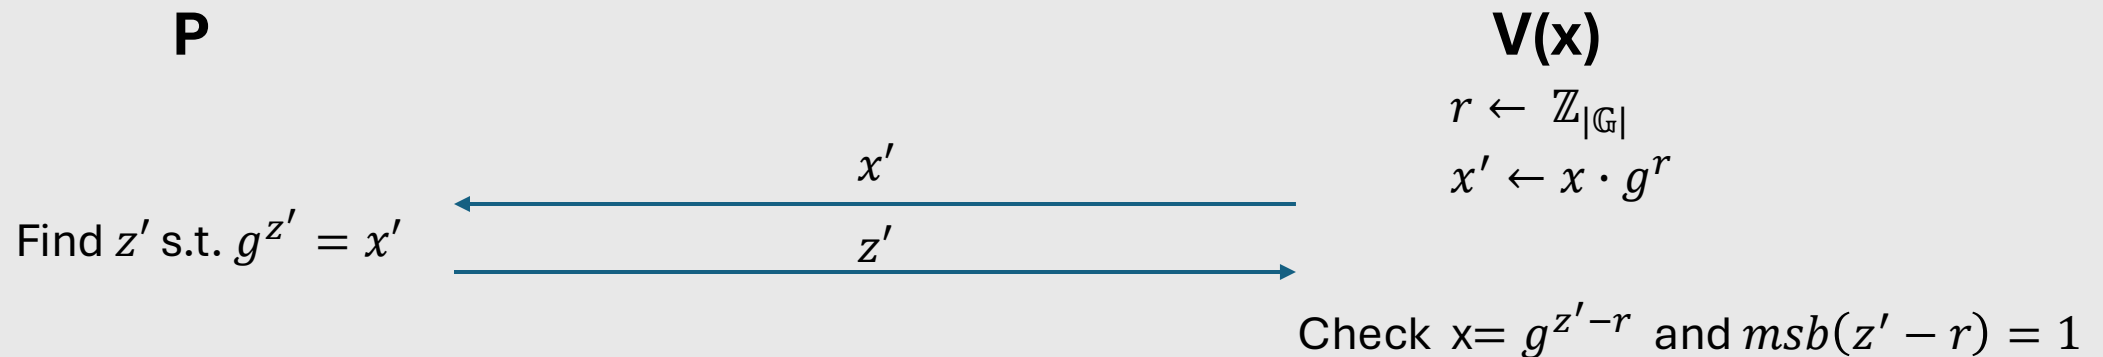 P
V(x)
r ← ℤ_{|𝔾|}
x′ ← x · g^r
x′
Find z′ s.t. g^{z′} = x′
z′
Check x= g^{z′−r} and msb(z′ − r) = 1